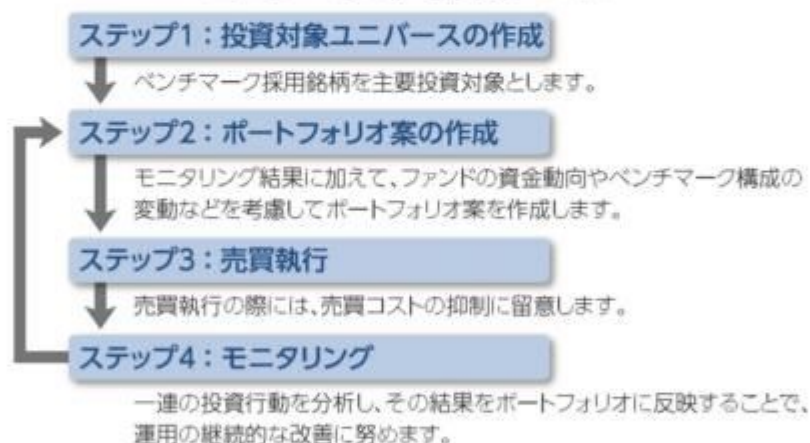 ステップ1：投資対象ユニバースの作成
ベンチマーク採用銘柄を主要投資対象とします。
ステップ2：ポートフォリオ案の作成
モニタリング結果に加えて、ファンドの資金動向やベンチマーク構成の
変動などを考慮してポートフォリオ案を作成します。
ステップ3：売買執行
売買執行の際には、売買コストの抑制に留意します。
ステップ4：モニタリング
一連の投資行動を分析し、その結果をポートフォリオに反映することで、
運用の継続的な改善に努めます。